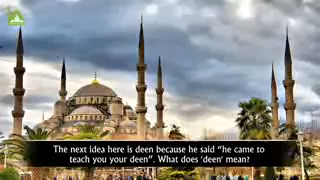 The next idea here is deen because he said “he came to
teach you your deen”. What does ‘deen’ mean?